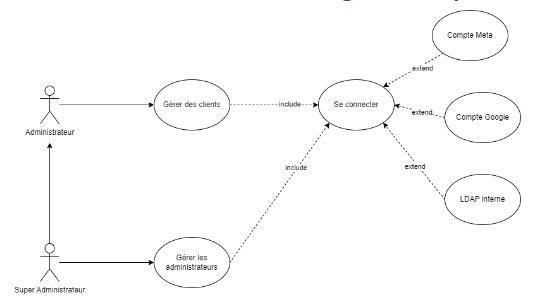 Compte Meta
extend
Gérer des clients
include
Se connecter
extend
Compte Google
Administrateur
include
extend
LDAP interne
Gérer les
administrateurs
Super Administrateur